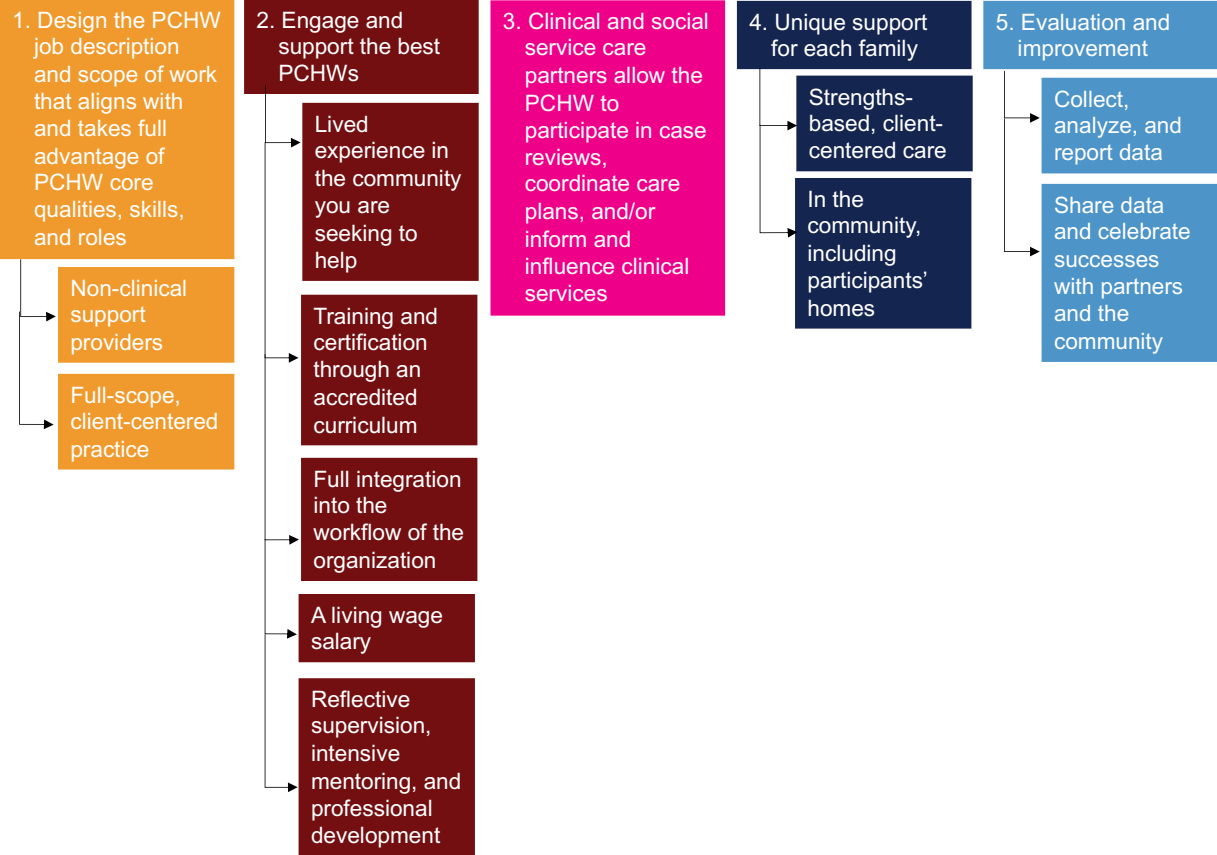 1. Design the PCHW
job description
and scope of work
that aligns with
and takes full
advantage of
PCHW core
qualities, skills,
and roles
Non-clinical
support
providers
Full-scope,
client-centered
practice
2. Engage and
support the best
PCHWs
Lived
experience in
the community
you are
seeking to
help
Training and
certification
through an
accredited
curriculum
Full integration
into the
workflow of the
organization
A living wage
salary
Reflective
supervision,
intensive
mentoring, and
professional
development
3. Clinical and social
service care
partners allow the
PCHW to
participate in case
reviews,
coordinate care
plans, and/or
inform and
influence clinical
services
4. Unique support
for each family
Strengths-
based, client-
centered care
In the
community,
including
participants’
homes
5. Evaluation and
improvement
Collect,
analyze, and
report data
Share data
and celebrate
successes
with partners
and the
community